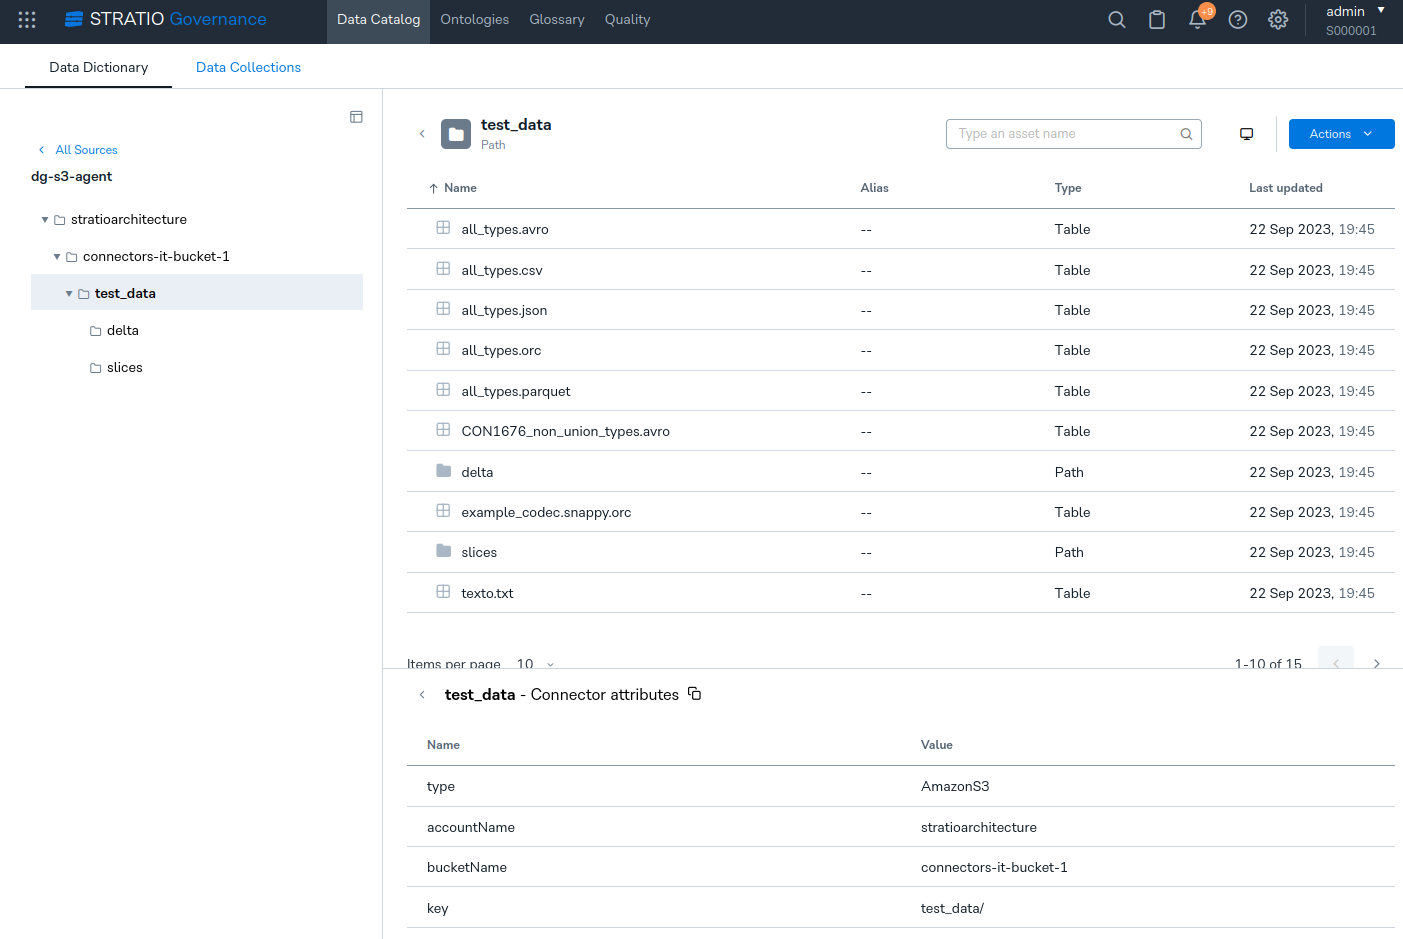 STRATIO Governance
Data Catalog Ontologies Glossary Quality
+9
admin
S000001
Data Dictionary Data Collections
All Sources
dg-s3-agent
stratioarchitecture
connectors-it-bucket-1
test_data
delta
slices
test_data
Path
Type an asset name
Actions
Name Alias Type Last updated
all_types.avro -- Table 22 Sep 2023, 19:45
all_types.csv -- Table 22 Sep 2023, 19:45
all_types.json -- Table 22 Sep 2023, 19:45
all_types.orc -- Table 22 Sep 2023, 19:45
all_types.parquet -- Table 22 Sep 2023, 19:45
CON1676_non_union_types.avro -- Table 22 Sep 2023, 19:45
delta -- Path 22 Sep 2023, 19:45
example_codec.snappy.orc -- Table 22 Sep 2023, 19:45
slices -- Path 22 Sep 2023, 19:45
texto.txt -- Table 22 Sep 2023, 19:45
Items per page 10 1-10 of 15
test_data - Connector attributes
Name Value
type AmazonS3
accountName stratioarchitecture
bucketName connectors-it-bucket-1
key test_data/